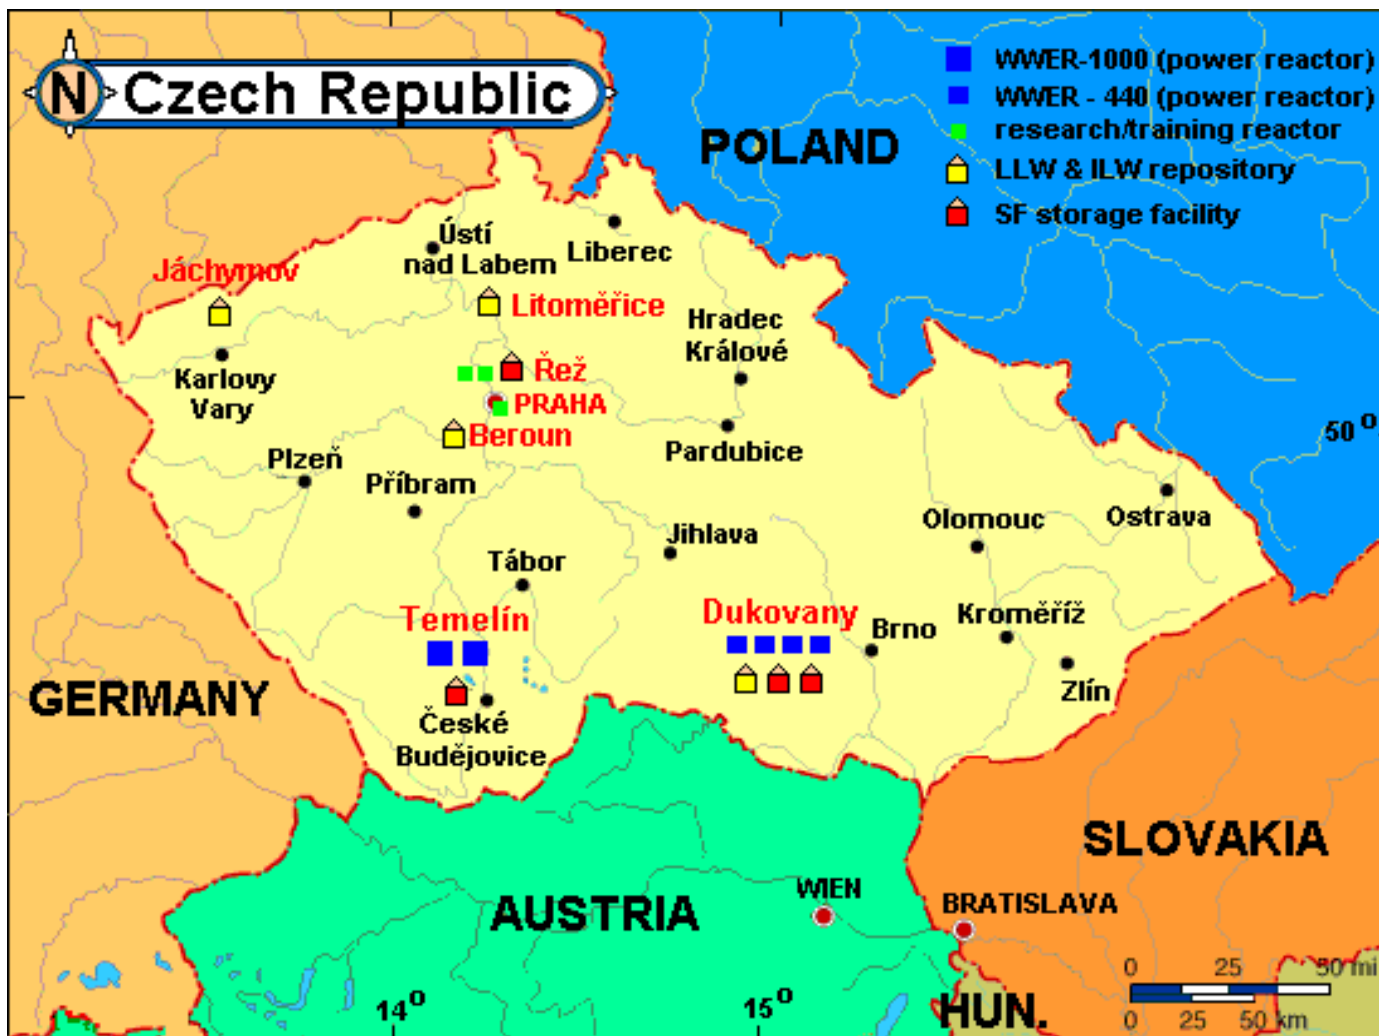 N
Czech Republic
WWER-1000 (power reactor)
WWER - 440 (power reactor)
research/training reactor
LLW & ILW repository
SF storage facility
POLAND
Ústí
nad Labem
Liberec
Jáchymov
Litoměřice
Hradec
Králové
Karlovy
Vary
Řež
PRAHA
Beroun
50 o
Pardubice
Plzeň
Příbram
Olomouc
Ostrava
Jihlava
Tábor
Temelín
Dukovany
Brno
Kroměříž
Zlín
GERMANY
České
Budějovice
SLOVAKIA
AUSTRIA
WIEN
BRATISLAVA
0 25 50 mi
14 o
15 o
HUN.
0 25 50 km